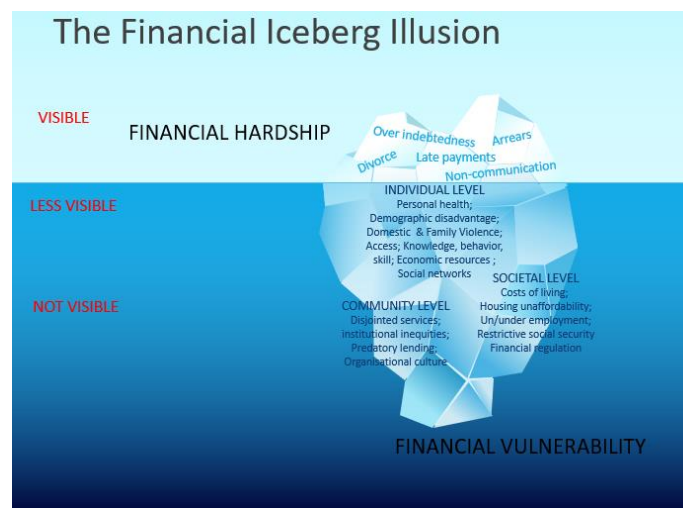 The Financial Iceberg Illusion
VISIBLE
FINANCIAL HARDSHIP
Over indebtedness
Arrears
Divorce
Late payments
Non-communication
LESS VISIBLE
INDIVIDUAL LEVEL
Personal health;
Demographic disadvantage;
Domestic & Family Violence;
Access; Knowledge, behavior,
skill; Economic resources ;
Social networks
NOT VISIBLE
COMMUNITY LEVEL
Disjointed services;
institutional inequities;
Predatory lending;
Organisational culture
SOCIETAL LEVEL
Costs of living;
Housing unaffordability;
Un/under employment;
Restrictive social security
Financial regulation
FINANCIAL VULNERABILITY